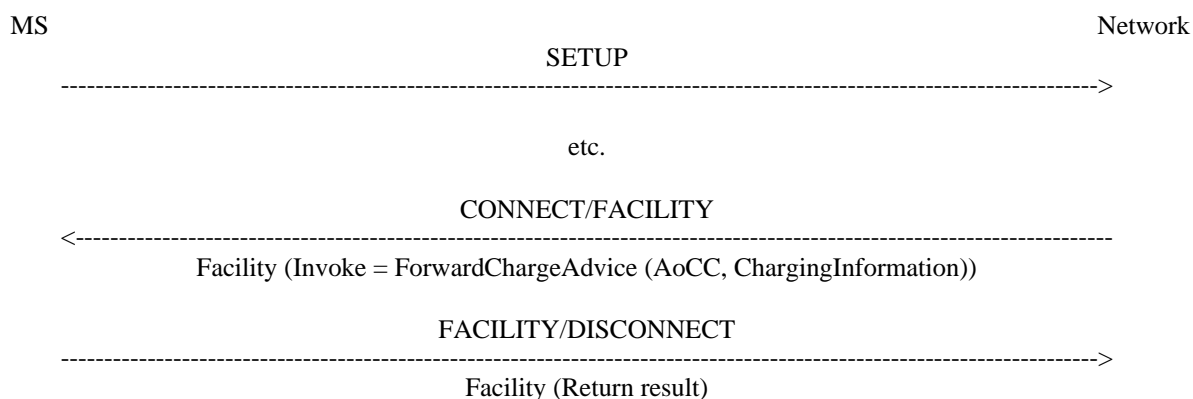 MS Network
SETUP
------------------------------------------------------------------------------------------------------------------------>
etc.
CONNECT/FACILITY
<------------------------------------------------------------------------------------------------------------------------
Facility (Invoke = ForwardChargeAdvice (AoCC, ChargingInformation))
FACILITY/DISCONNECT
------------------------------------------------------------------------------------------------------------------------>
Facility (Return result)